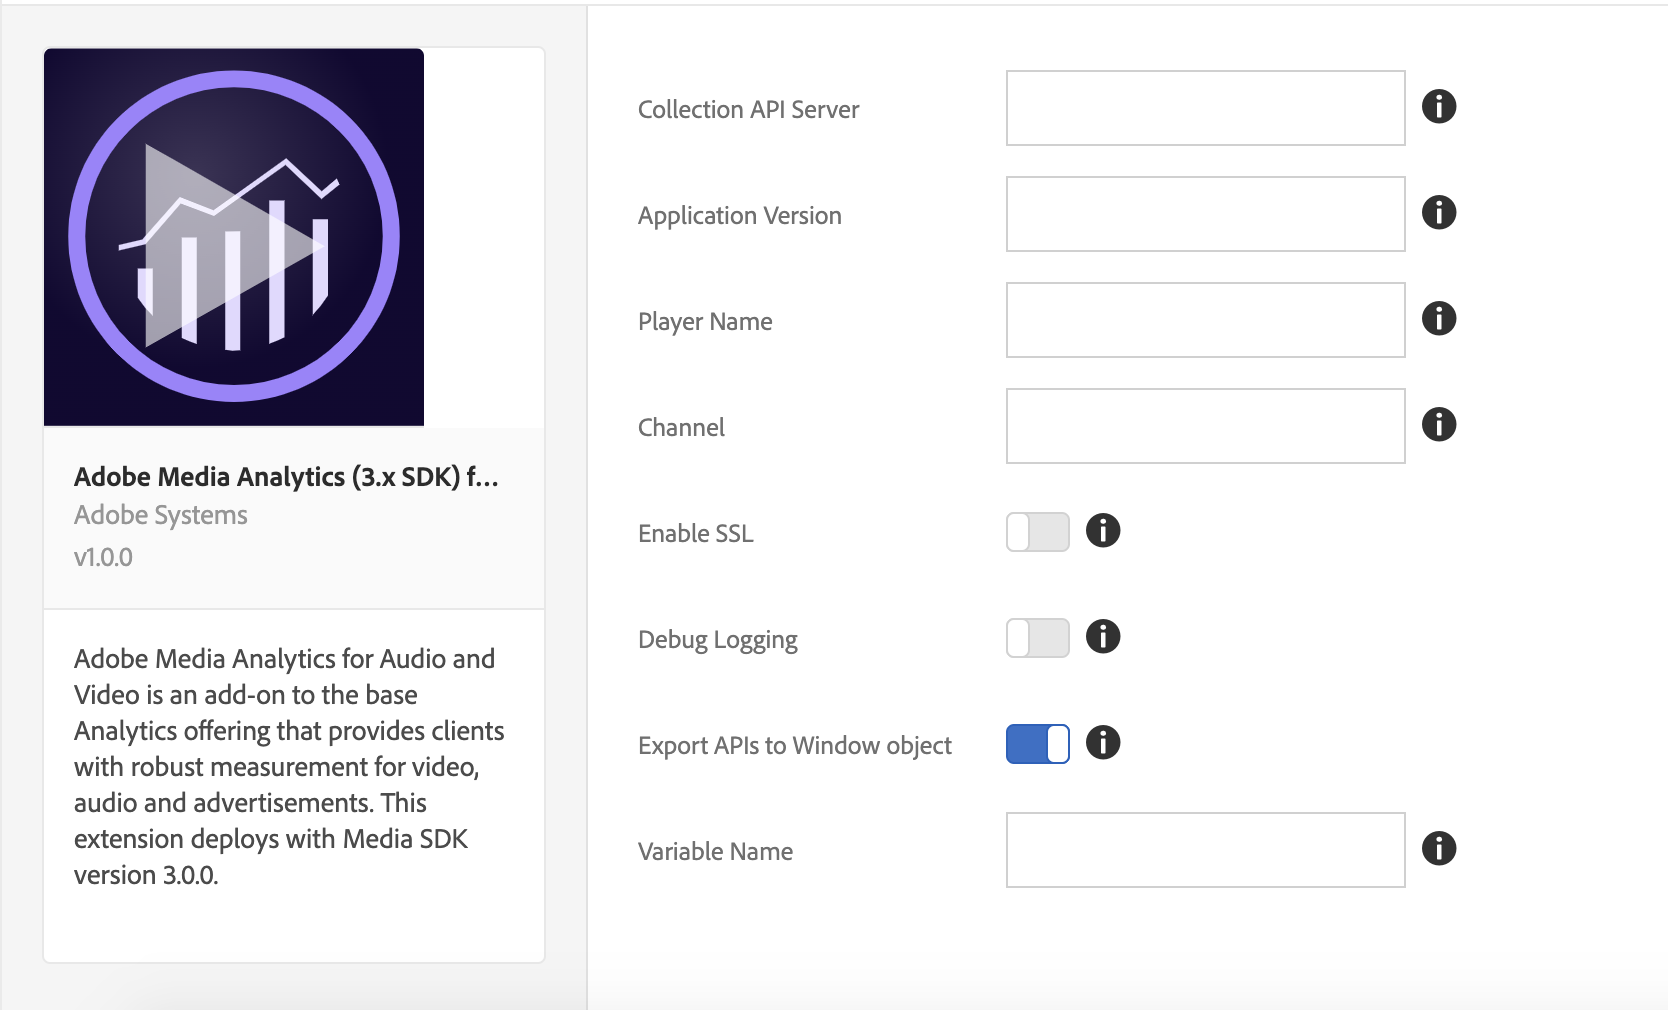 Adobe Media Analytics (3.x SDK) f...
Adobe Systems
v1.0.0
Adobe Media Analytics for Audio and
Video is an add-on to the base
Analytics offering that provides clients
with robust measurement for video,
audio and advertisements. This
extension deploys with Media SDK
version 3.0.0.
Collection API Server
Application Version
Player Name
Channel
Enable SSL
Debug Logging
Export APIs to Window object
Variable Name